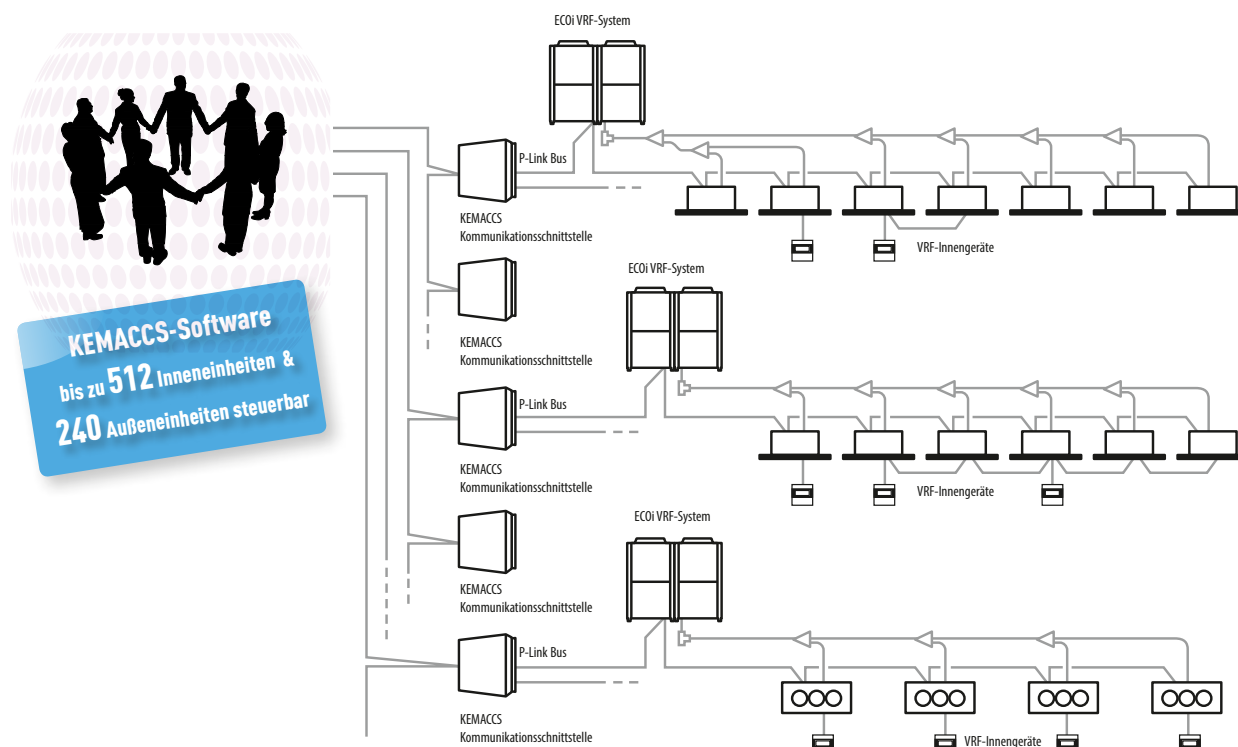 ECOi VRF-System
P-Link Bus
KEMACCS
Kommunikationsschnittstelle
VRF-Innengeräte
ECOi VRF-System
KEMACCS-Software
bis zu 512 Inneneinheiten &
240 Außeneinheiten steuerbar
KEMACCS
Kommunikationsschnittstelle
P-Link Bus
KEMACCS
Kommunikationsschnittstelle
VRF-Innengeräte
ECOi VRF-System
KEMACCS
Kommunikationsschnittstelle
P-Link Bus
KEMACCS
Kommunikationsschnittstelle
VRF-Innengeräte